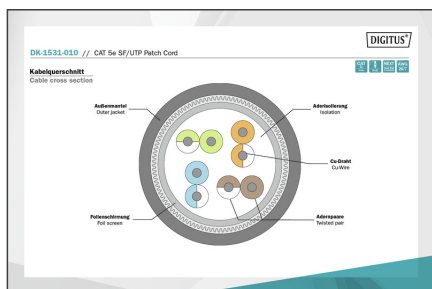 DIGITUS®
DK-1531-010 // CAT 5e SF/UTP Patch Cord
Kabelquerschnitt
Cable cross section
Außenmantel
Outer jacket
Aderisolierung
Isolation
Cu-Draht
Cu-Wire
Folienschirmung
Foil screen
Adernpaare
Twisted pair